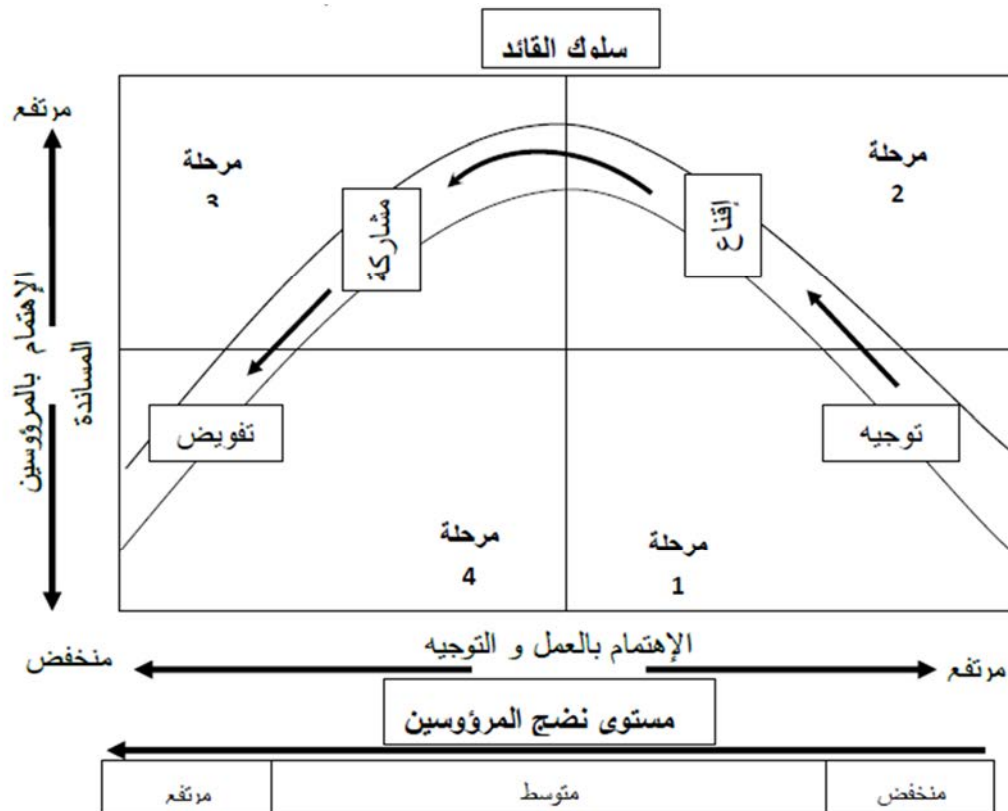 سلوك القائد
مرتفع
مرحلة
2
مرحلة
3
إقناع
مشاركة
الإهتمام بالمرؤوسين
المساندة
توجيه
تفويض
مرحلة
1
مرحلة
4
الإهتمام بالعمل و التوجيه
مرتفع
منخفض
مستوى نضج المرؤوسين
منخفض
متوسط
مرتفع